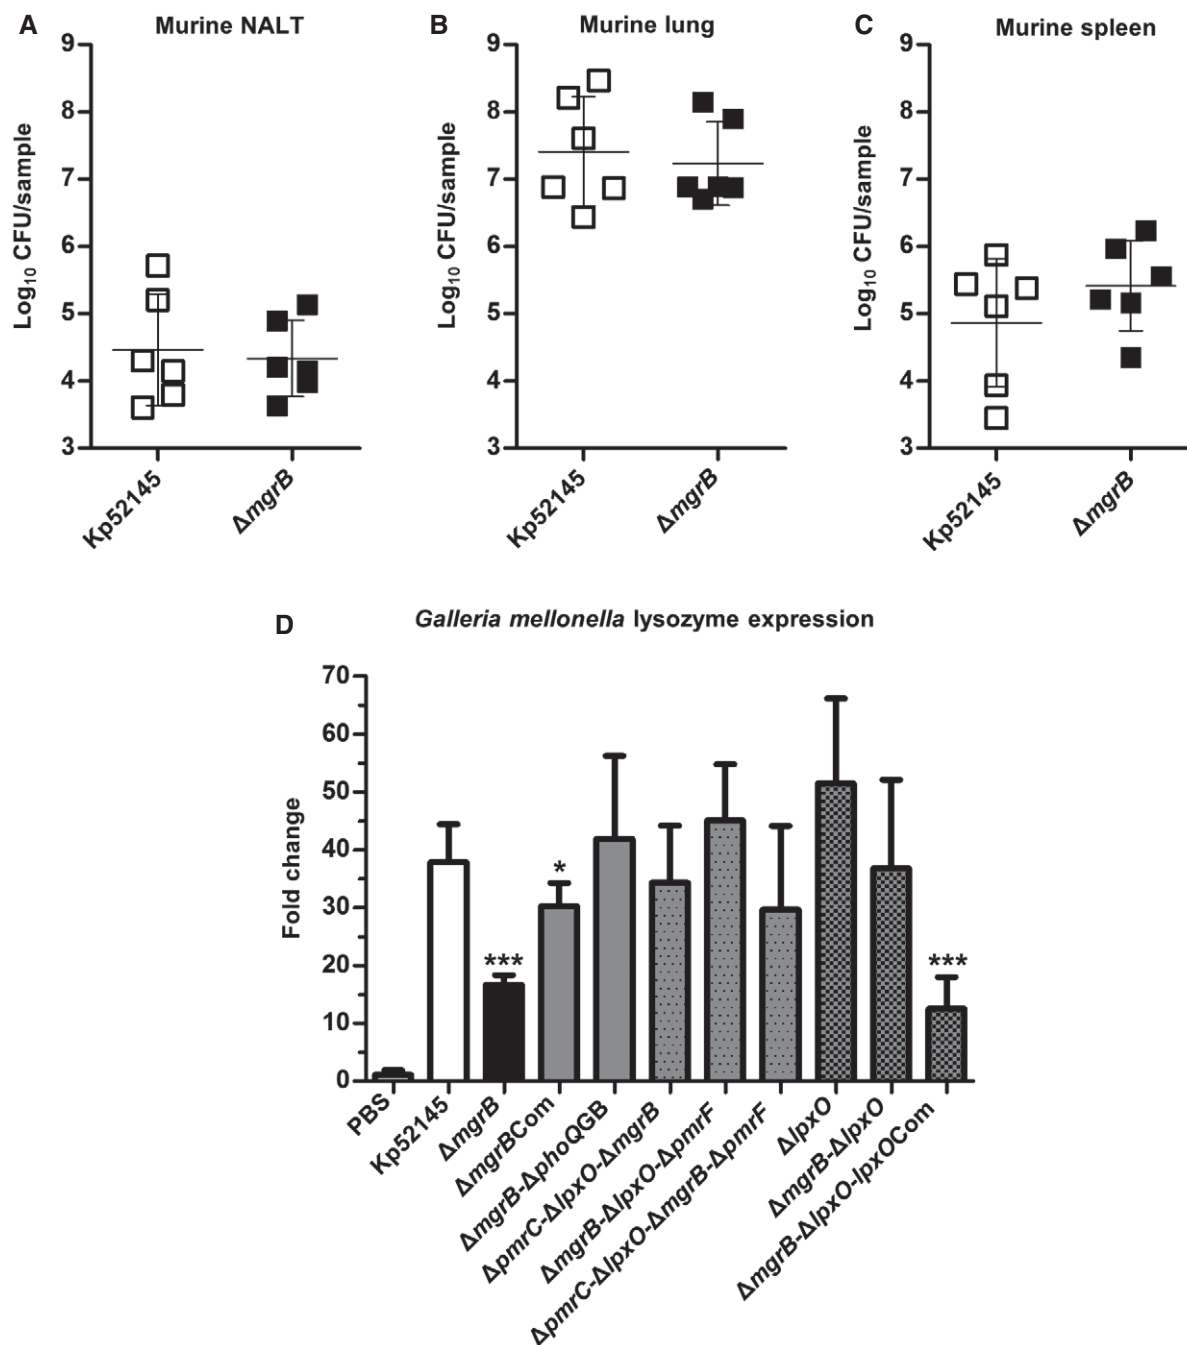 A Murine NALT
9
8
7
6
5
4
3
Log10 CFU/sample
Kp52145
ΔmgrB
B Murine lung
9
8
7
6
5
4
3
Log10 CFU/sample
Kp52145
ΔmgrB
C Murine spleen
9
8
7
6
5
4
3
Log10 CFU/sample
Kp52145
ΔmgrB
D Galleria mellonella lysozyme expression
70
60
50
40
30
20
10
0
Fold change
***
*
***
PBS
Kp52145
ΔmgrB
ΔmgrBCom
ΔmgrB-ΔphoQGB
ΔpmrC-ΔlpxO-ΔmgrB
ΔmgrB-ΔlpxO-ΔpmrF
ΔpmrC-ΔlpxO-ΔmgrB-ΔpmrF
ΔlpxO
ΔmgrB-ΔlpxO
ΔmgrB-ΔlpxO-lpxOCom